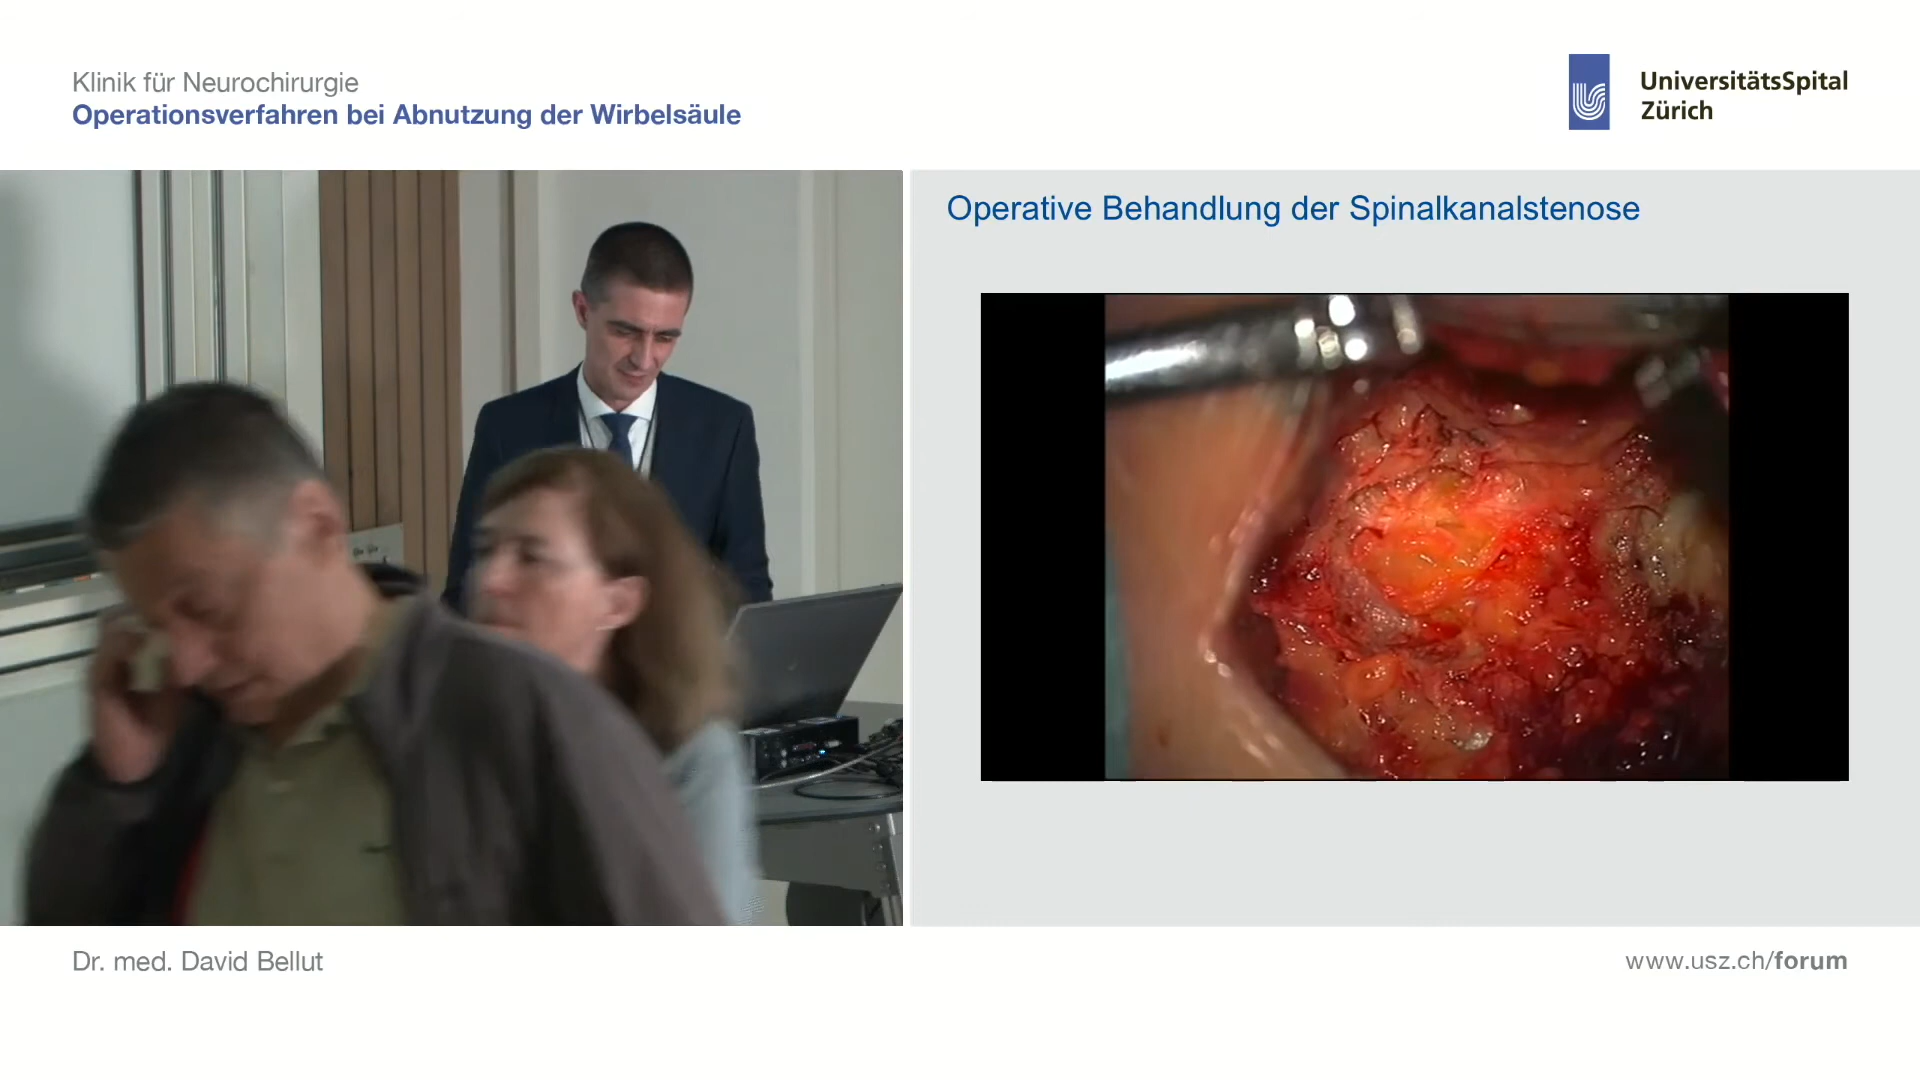 Klinik für Neurochirurgie
Operationsverfahren bei Abnutzung der Wirbelsäule
UniversitätsSpital
Zürich
Operative Behandlung der Spinalkanalstenose
Dr. med. David Bellut
www.usz.ch/forum